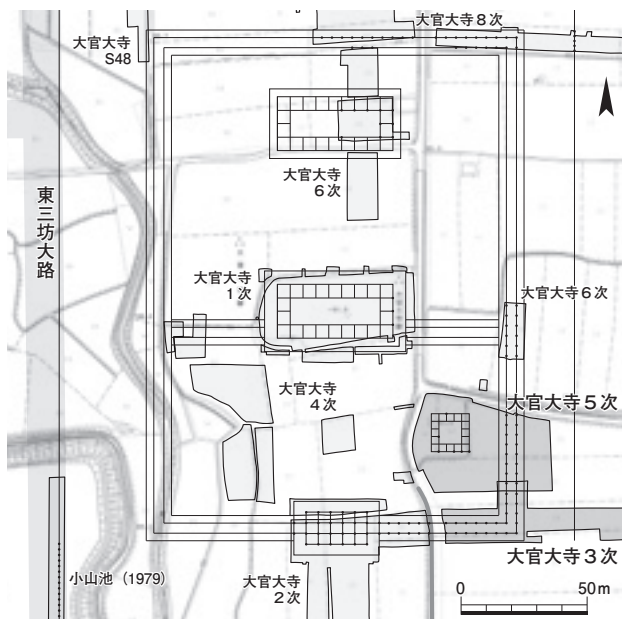 大官大寺8次
大官大寺
S48
大官大寺
6次
東三坊大路
大官大寺
1次
大官大寺6次
大官大寺
4次
大官大寺5次
大官大寺3次
小山池（1979）
大官大寺
2次
0
50m